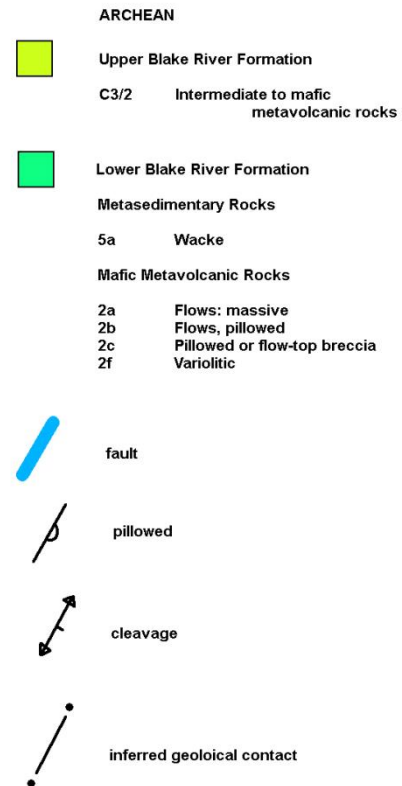 ARCHEAN
Upper Blake River Formation
C3/2 Intermediate to mafic
metavolcanic rocks
Lower Blake River Formation
Metasedimentary Rocks
5a Wacke
Mafic Metavolcanic Rocks
2a Flows: massive
2b Flows, pillowed
2c Pillowed or flow-top breccia
2f Variolitic
fault
pillowed
cleavage
inferred geoloical contact